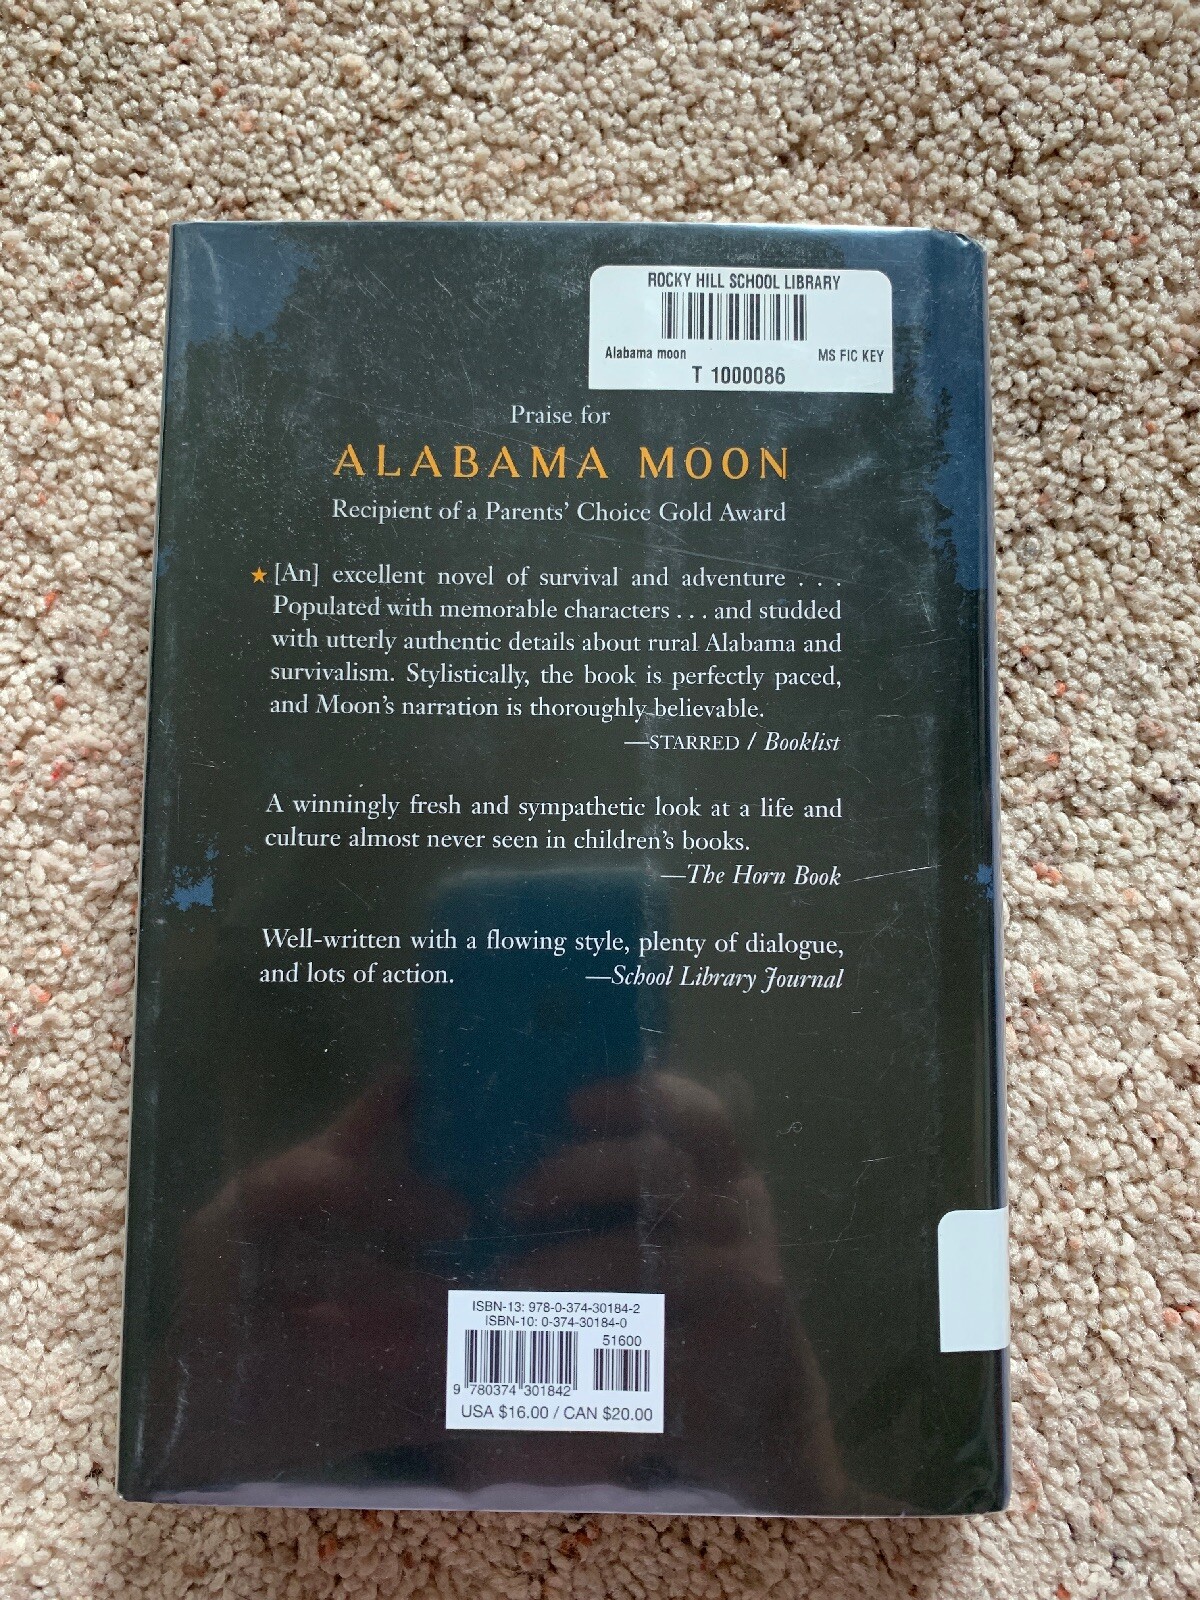 ROCKY HILL SCHOOL LIBRARY
Alabama moon MS FIC KEY
T 1000086
Praise for
ALABAMA MOON
Recipient of a Parents' Choice Gold Award
★ [An] excellent novel of survival and adventure . . .
Populated with memorable characters . . . and studded
with utterly authentic details about rural Alabama and
survivalism. Stylistically, the book is perfectly paced,
and Moon's narration is thoroughly believable.
—STARRED / Booklist
A winningly fresh and sympathetic look at a life and
culture almost never seen in children's books.
—The Horn Book
Well-written with a flowing style, plenty of dialogue,
and lots of action. —School Library Journal
ISBN-13: 978-0-374-30184-2
ISBN-10: 0-374-30184-0
51600
9 780374 301842
USA $16.00 / CAN $20.00